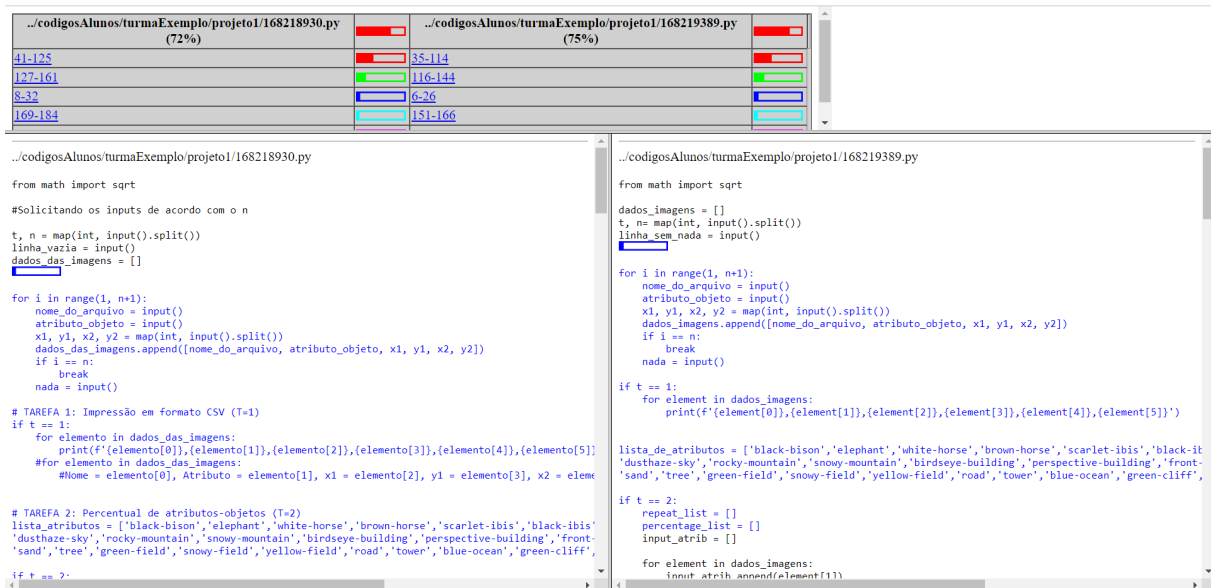 ../codigosAlunos/turmaExemplo/projeto1/168218930.py (72%)
../codigosAlunos/turmaExemplo/projeto1/168219389.py (75%)
41-125
35-114
127-161
116-144
8-32
6-26
169-184
151-166
../codigosAlunos/turmaExemplo/projeto1/168218930.py
from math import sqrt
#Solicitando os inputs de acordo com o n
t, n = map(int, input().split())
linha_vazia = input()
dados_das_imagens = []
for i in range(1, n+1):
nome_do_arquivo = input()
atributo_objeto = input()
x1, y1, x2, y2 = map(int, input().split())
dados_das_imagens.append([nome_do_arquivo, atributo_objeto, x1, y1, x2, y2])
if i == n:
break
nada = input()
# TAREFA 1: Impressão em formato CSV (T=1)
if t == 1:
for elemento in dados_das_imagens:
print(f'{elemento[0]},{elemento[1]},{elemento[2]},{elemento[3]},{elemento[4]},{elemento[5]}
#for elemento in dados_das_imagens:
#Nome = elemento[0], Atributo = elemento[1], x1 = elemento[2], y1 = elemento[3], x2 = eleme
# TAREFA 2: Percentual de atributos-objetos (T=2)
lista_atributos = ['black-bison','elephant','white-horse','brown-horse','scarlet-ibis','black-ibis'
'dusthaze-sky','rocky-mountain','snowy-mountain','birdseye-building','perspective-building','front-
'sand','tree','green-field','snowy-field','yellow-field','road','tower','blue-ocean','green-cliff',
if t == 2:
../codigosAlunos/turmaExemplo/projeto1/168219389.py
from math import sqrt
dados_imagens = []
t, n= map(int, input().split())
linha_sem_nada = input()
for i in range(1, n+1):
nome_do_arquivo = input()
atributo_objeto = input()
x1, y1, x2, y2 = map(int, input().split())
dados_imagens.append([nome_do_arquivo, atributo_objeto, x1, y1, x2, y2])
if i == n:
break
nada = input()
if t == 1:
for element in dados_imagens:
print(f'{element[0]},{element[1]},{element[2]},{element[3]},{element[4]},{element[5]}')
lista_de_atributos = ['black-bison','elephant','white-horse','brown-horse','scarlet-ibis','black-ib
'dusthaze-sky','rocky-mountain','snowy-mountain','birdseye-building','perspective-building','front-
'sand','tree','green-field','snowy-field','yellow-field','road','tower','blue-ocean','green-cliff',
if t == 2:
repeat_list = []
percentage_list = []
input_atrib = []
for element in dados_imagens:
input_atrib.append(element[1])